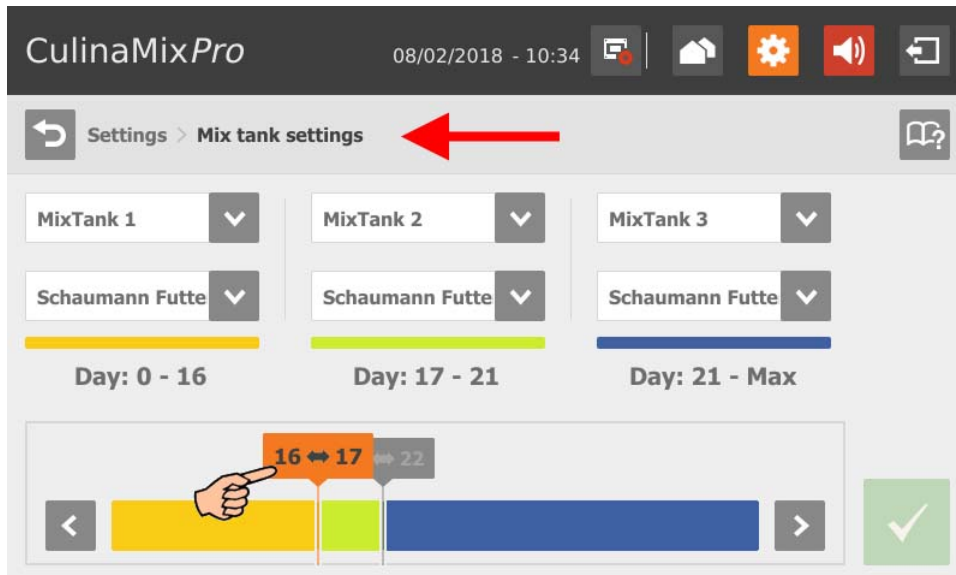 CulinaMixPro
08/02/2018 - 10:34
Settings > Mix tank settings
MixTank 1
MixTank 2
MixTank 3
Schaumann Futte
Schaumann Futte
Schaumann Futte
Day: 0 - 16
Day: 17 - 21
Day: 21 - Max
16 ⬌ 17
⬌ 22